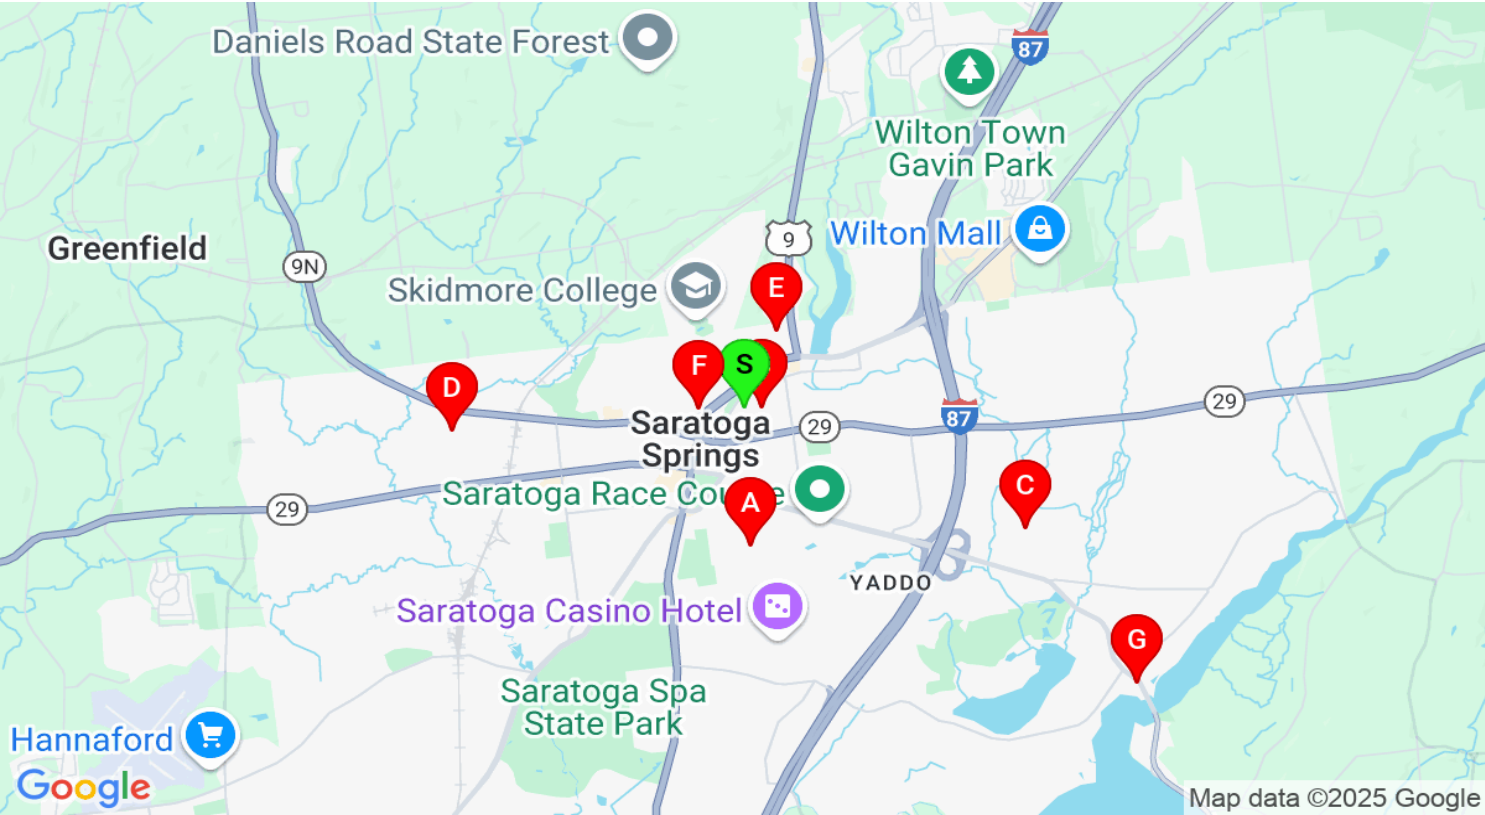 Daniels Road State Forest
87
Wilton Town
Gavin Park
Greenfield
9N
9
Wilton Mall
Skidmore College
E
F
S
D
29
87
29
Saratoga
Springs
Saratoga Race Cou e
A
C
29
YADDO
Saratoga Casino Hotel
G
Saratoga Spa
State Park
Hannaford
Google
Map data ©2025 Google